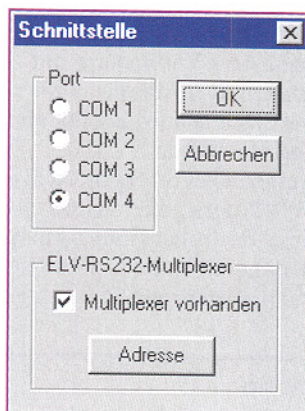 Schnittstelle
Port
COM 1
COM 2
COM 3
COM 4
OK
Abbrechen
ELV-RS232-Multiplexer
Multiplexer vorhanden
Adresse